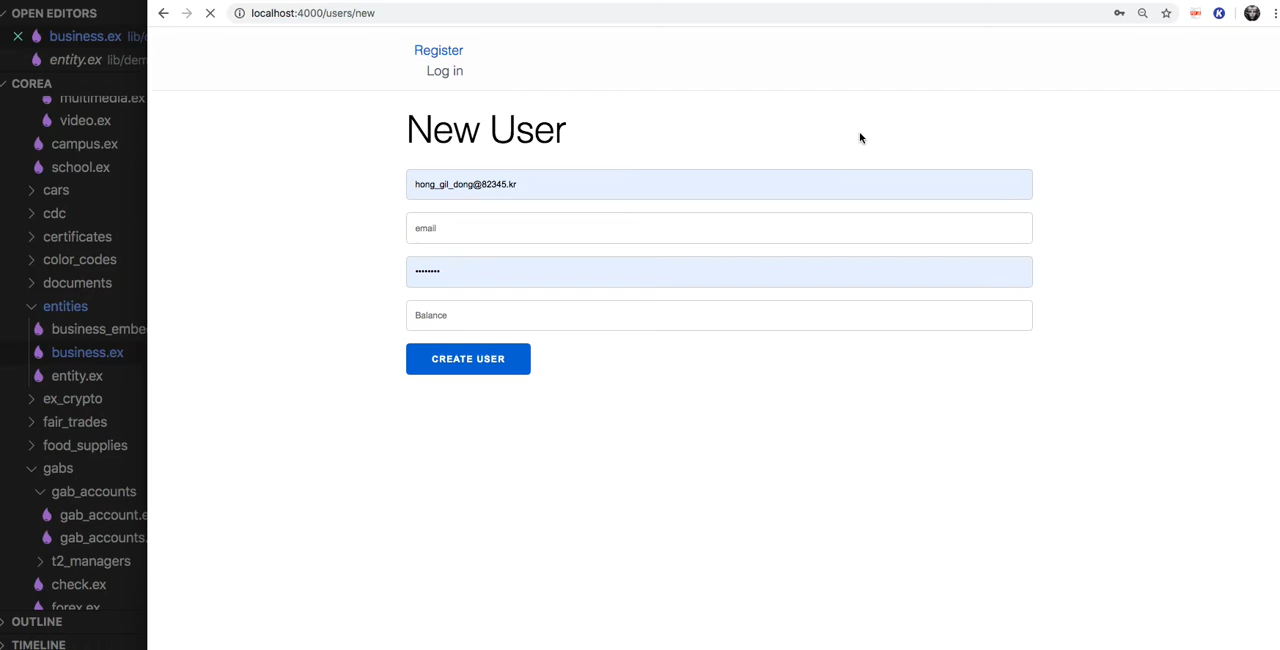 OPEN EDITORS
business.ex lib/
entity.ex lib/dem
COREA
multimedia.ex
video.ex
campus.ex
school.ex
cars
cdc
certificates
color_codes
documents
entities
business_embe
business.ex
entity.ex
ex_crypto
fair_trades
food_supplies
gabs
gab_accounts
gab_account.e
gab_accounts.
t2_managers
check.ex
forex.ex
OUTLINE
TIMELINE
localhost:4000/users/new
Register
Log in
New User
hong_gil_dong@82345.kr
email
••••••••
Balance
CREATE USER